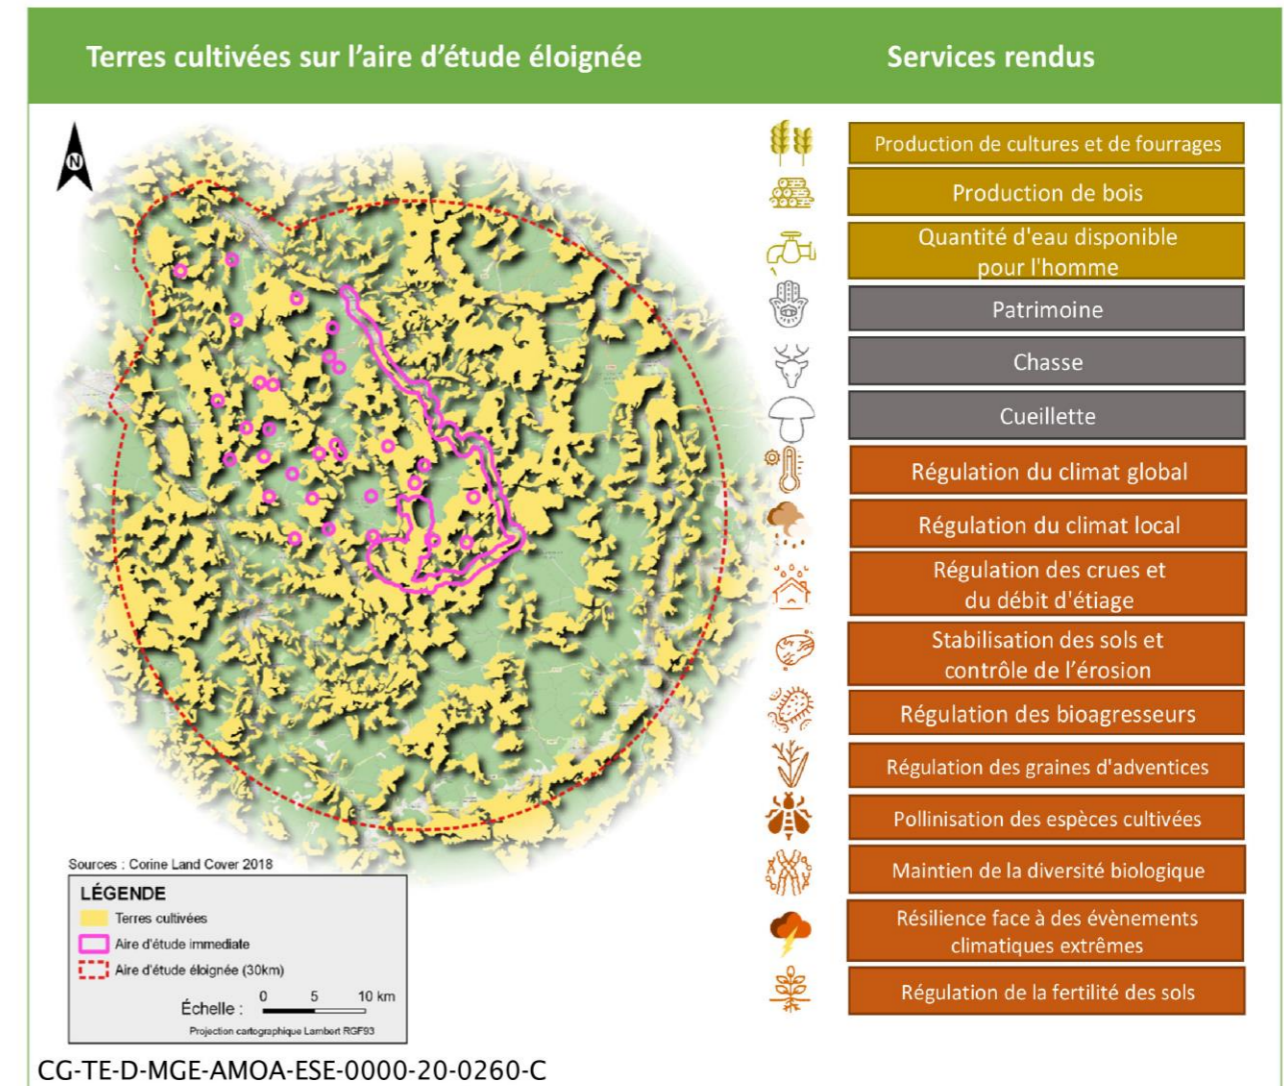 Terres cultivées sur l'aire d'étude éloignée
Services rendus
N
Production de cultures et de fourrages
Production de bois
Quantité d'eau disponible
pour l'homme
Patrimoine
Chasse
Cueillette
Régulation du climat global
Régulation du climat local
Régulation des crues et
du débit d'étiage
Stabilisation des sols et
contrôle de l'érosion
Régulation des bioagresseurs
Régulation des graines d'adventices
Pollinisation des espèces cultivées
Maintien de la diversité biologique
Résilience face à des évènements
climatiques extrêmes
Régulation de la fertilité des sols
Sources : Corine Land Cover 2018
LÉGENDE
Terres cultivées
Aire d'étude immediate
Aire d'étude éloignée (30km)
Échelle : 0 5 10 km
Projection cartographique Lambert RGF93
CG-TE-D-MGE-AMOA-ESE-0000-20-0260-C